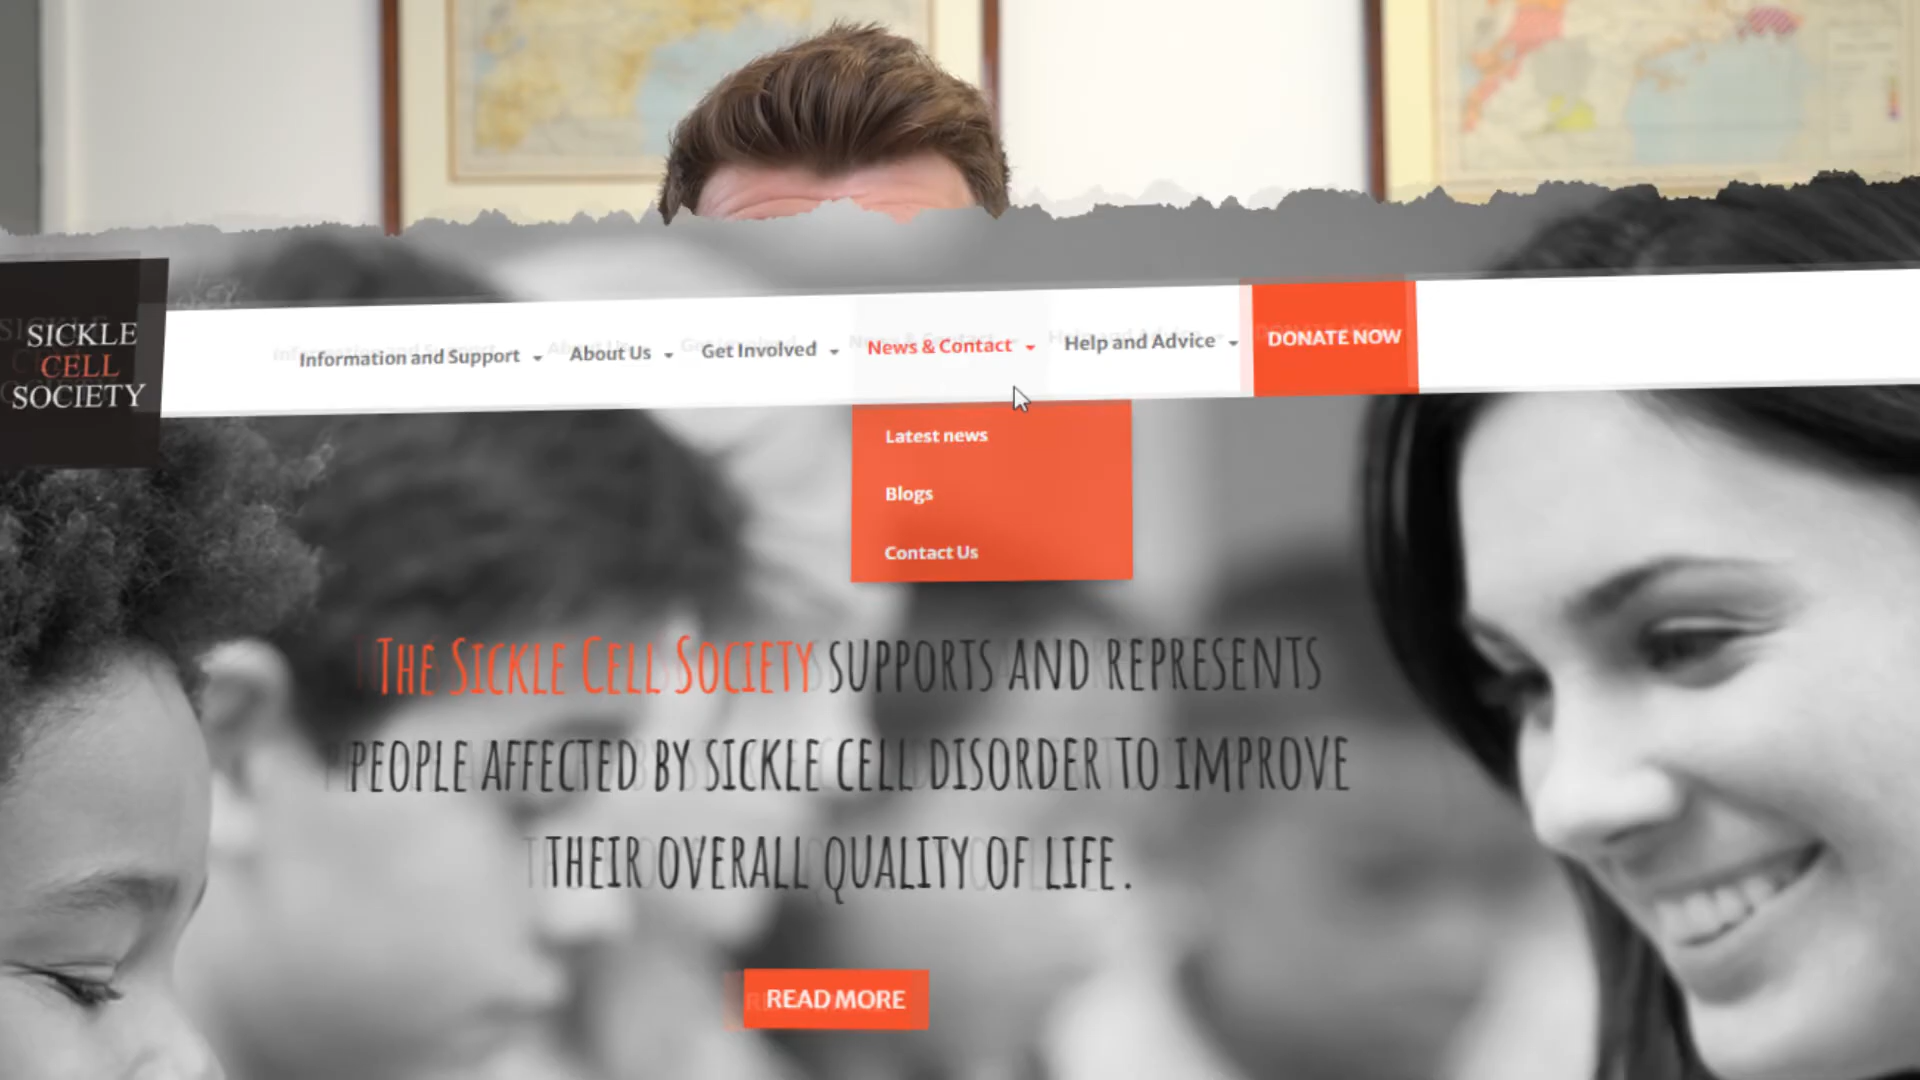 SICKLE
CELL
SOCIETY
Information and Support
About Us
Get Involved
News & Contact
Help and Advice
DONATE NOW
Latest news
Blogs
Contact Us
THE SICKLE CELL SOCIETY SUPPORTS AND REPRESENTS
PEOPLE AFFECTED BY SICKLE CELL DISORDER TO IMPROVE
THEIR OVERALL QUALITY OF LIFE.
READ MORE